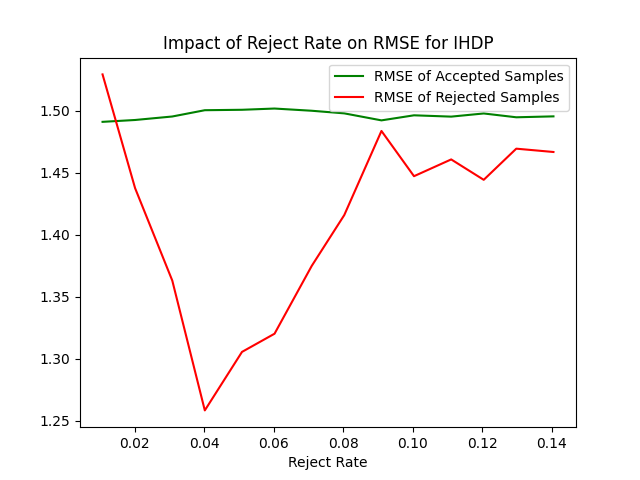 Impact of Reject Rate on RMSE for IHDP
RMSE of Accepted Samples
RMSE of Rejected Samples
1.50
1.45
1.40
1.35
1.30
1.25
0.02 0.04 0.06 0.08 0.10 0.12 0.14
Reject Rate